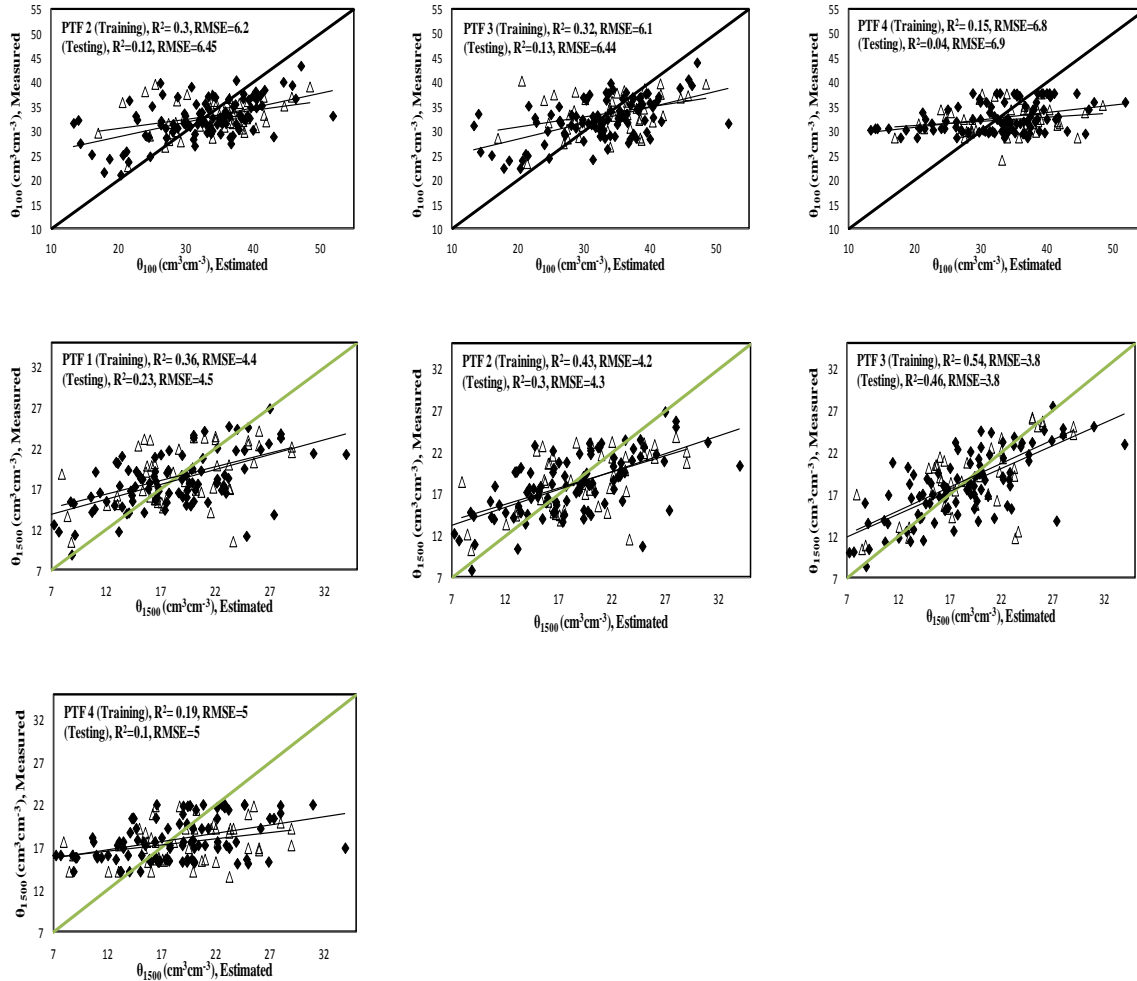 PTF 2 (Training), R²= 0.3, RMSE=6.2
(Testing), R²=0.12, RMSE=6.45
θ100 (cm³cm⁻³), Measured
55
50
45
40
35
30
25
20
15
10
10 20 30 40 50
θ100 (cm³cm⁻³), Estimated
PTF 3 (Training), R²= 0.32, RMSE=6.1
(Testing), R²=0.13, RMSE=6.44
θ100 (cm³cm⁻³), Measured
55
50
45
40
35
30
25
20
15
10
10 20 30 40 50
θ100 (cm³cm⁻³), Estimated
PTF 4 (Training), R²= 0.15, RMSE=6.8
(Testing), R²=0.04, RMSE=6.9
θ100 (cm³cm⁻³), Measured
55
50
45
40
35
30
25
20
15
10
10 20 30 40 50
θ100 (cm³cm⁻³), Estimated
PTF 1 (Training), R²= 0.36, RMSE=4.4
(Testing), R²=0.23, RMSE=4.5
θ1500 (cm³cm⁻³), Measured
32
27
22
17
12
7
7 12 17 22 27 32
θ1500 (cm³cm⁻³), Estimated
PTF 2 (Training), R²= 0.43, RMSE=4.2
(Testing), R²=0.3, RMSE=4.3
θ1500 (cm³cm⁻³), Measured
32
27
22
17
12
7
7 12 17 22 27 32
θ1500 (cm³cm⁻³), Estimated
PTF 3 (Training), R²= 0.54, RMSE=3.8
(Testing), R²=0.46, RMSE=3.8
θ1500 (cm³cm⁻³), Measured
32
27
22
17
12
7
7 12 17 22 27 32
θ1500 (cm³cm⁻³), Estimated
PTF 4 (Training), R²= 0.19, RMSE=5
(Testing), R²=0.1, RMSE=5
θ1500 (cm³cm⁻³), Measured
32
27
22
17
12
7
7 12 17 22 27 32
θ1500 (cm³cm⁻³), Estimated